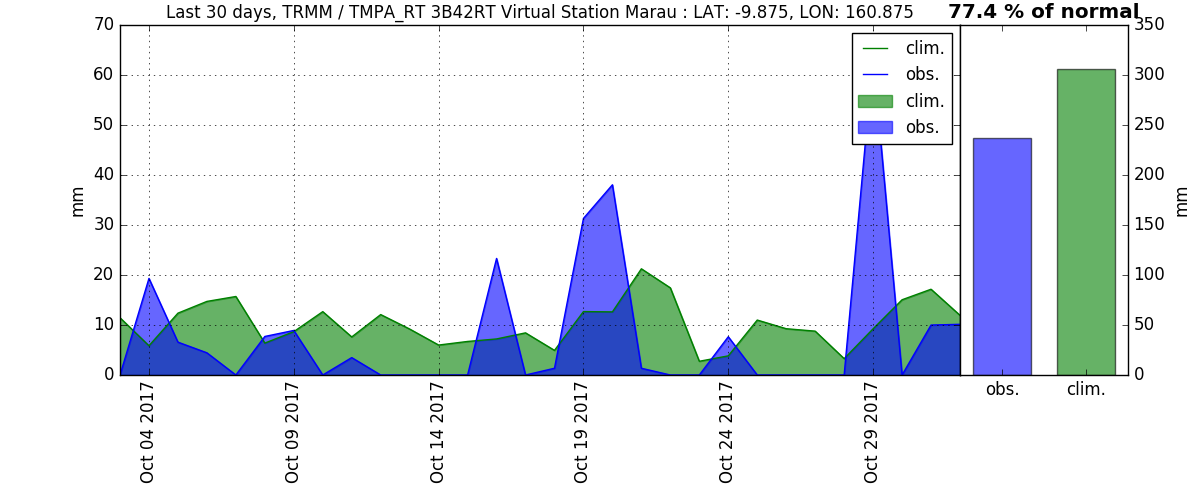 Last 30 days, TRMM / TMPA_RT 3B42RT Virtual Station Marau : LAT: -9.875, LON: 160.875
77.4 % of normal
70
60
50
40
30
20
10
0
mm
clim.
obs.
clim.
obs.
350
300
250
200
150
100
50
0
mm
Oct 04 2017
Oct 09 2017
Oct 14 2017
Oct 19 2017
Oct 24 2017
Oct 29 2017
obs.
clim.